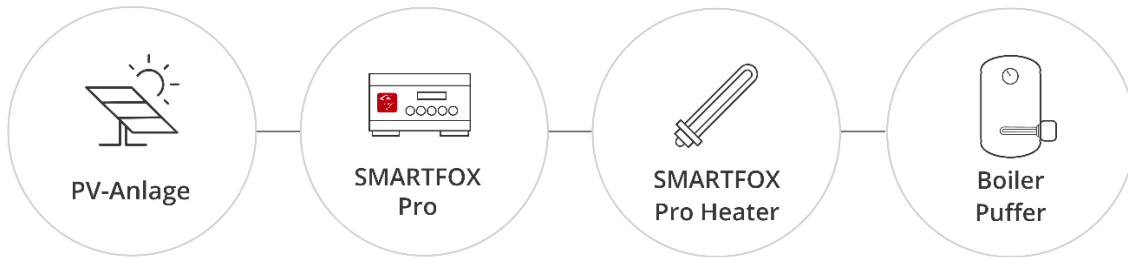 PV-Anlage
SMARTFOX
Pro
SMARTFOX
Pro Heater
Boiler
Puffer